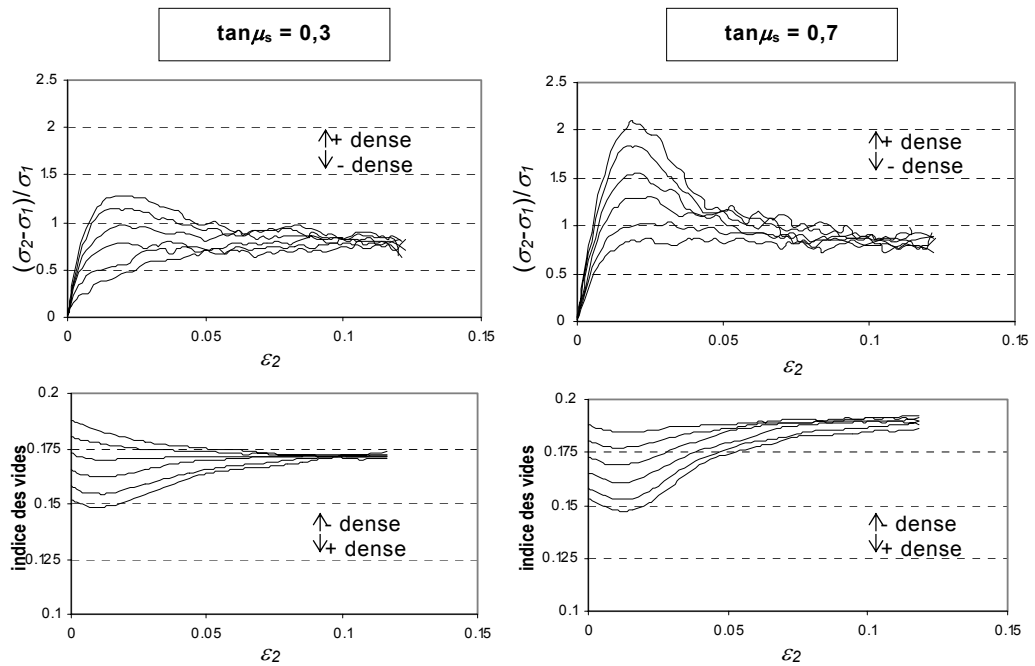 tanμs = 0,3
tanμs = 0,7
2.5
2
1.5
1
0.5
0
(σ2-σ1)/σ1
+ dense
- dense
0
0.05
0.1
0.15
ε2
2.5
2
1.5
1
0.5
0
(σ2-σ1)/σ1
+ dense
- dense
0
0.05
0.1
0.15
ε2
0.2
0.175
0.15
0.125
0.1
indice des vides
- dense
+ dense
0
0.05
0.1
0.15
ε2
0.2
0.175
0.15
0.125
0.1
indice des vides
- dense
+ dense
0
0.05
0.1
0.15
ε2